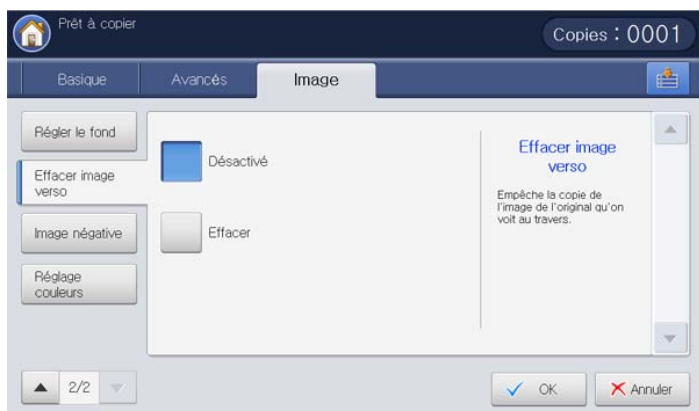 Prêt à copier
Copies : 0001
Basique
Avancés
Image
Régler le fond
Effacer image
verso
Image négative
Réglage
couleurs
Désactivé
Effacer
Effacer image
verso
Empêche la copie de
l'image de l'original qu'on
voit au travers.
2/2
OK
Annuler